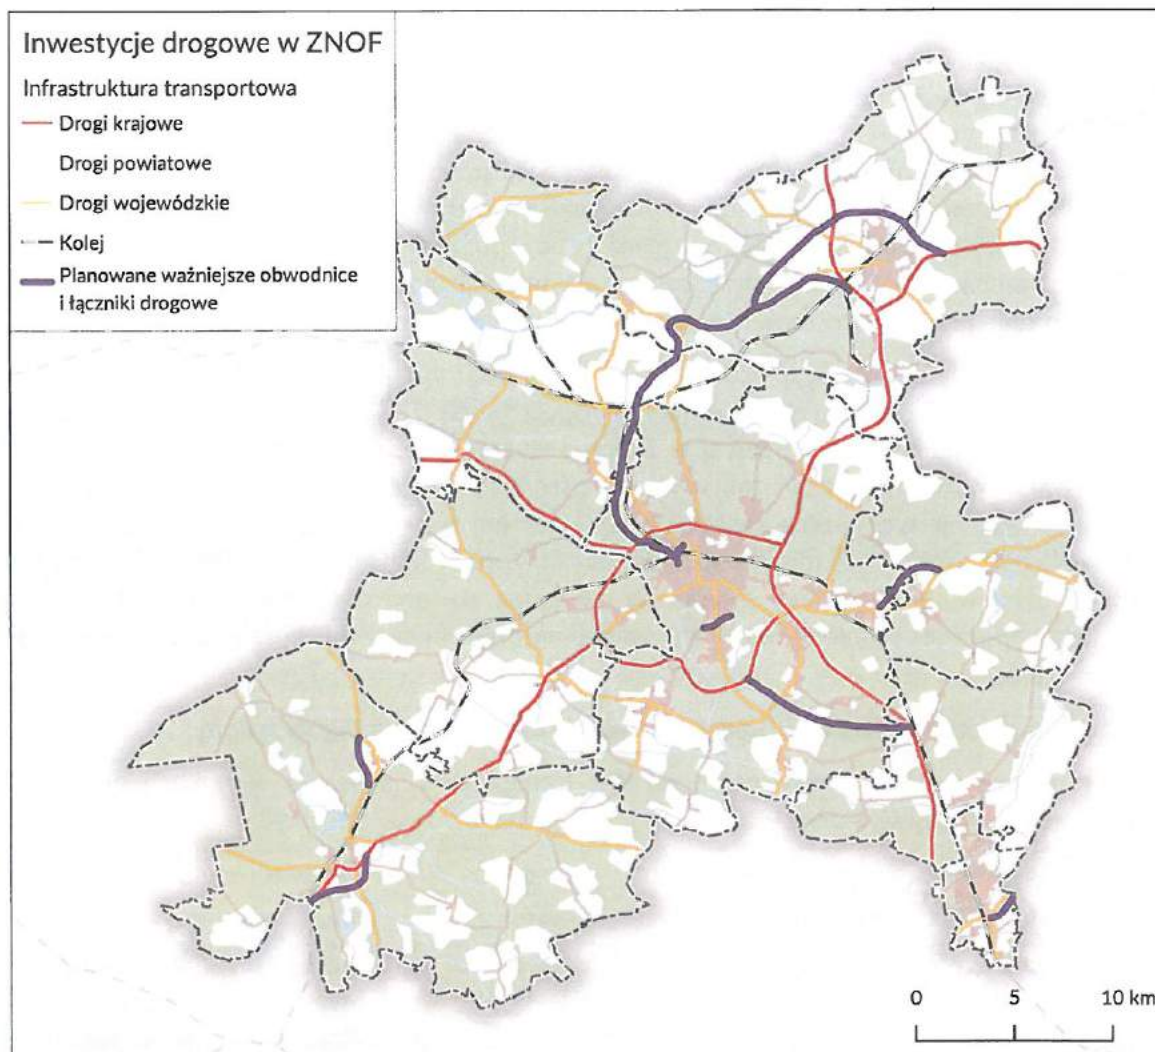 Inwestycje drogowe w ZNOF
Infrastruktura transportowa
Drogi krajowe
Drogi powiatowe
Drogi wojewódzkie
Kolej
Planowane ważniejsze obwodnice
i łączniki drogowe
0 5 10 km